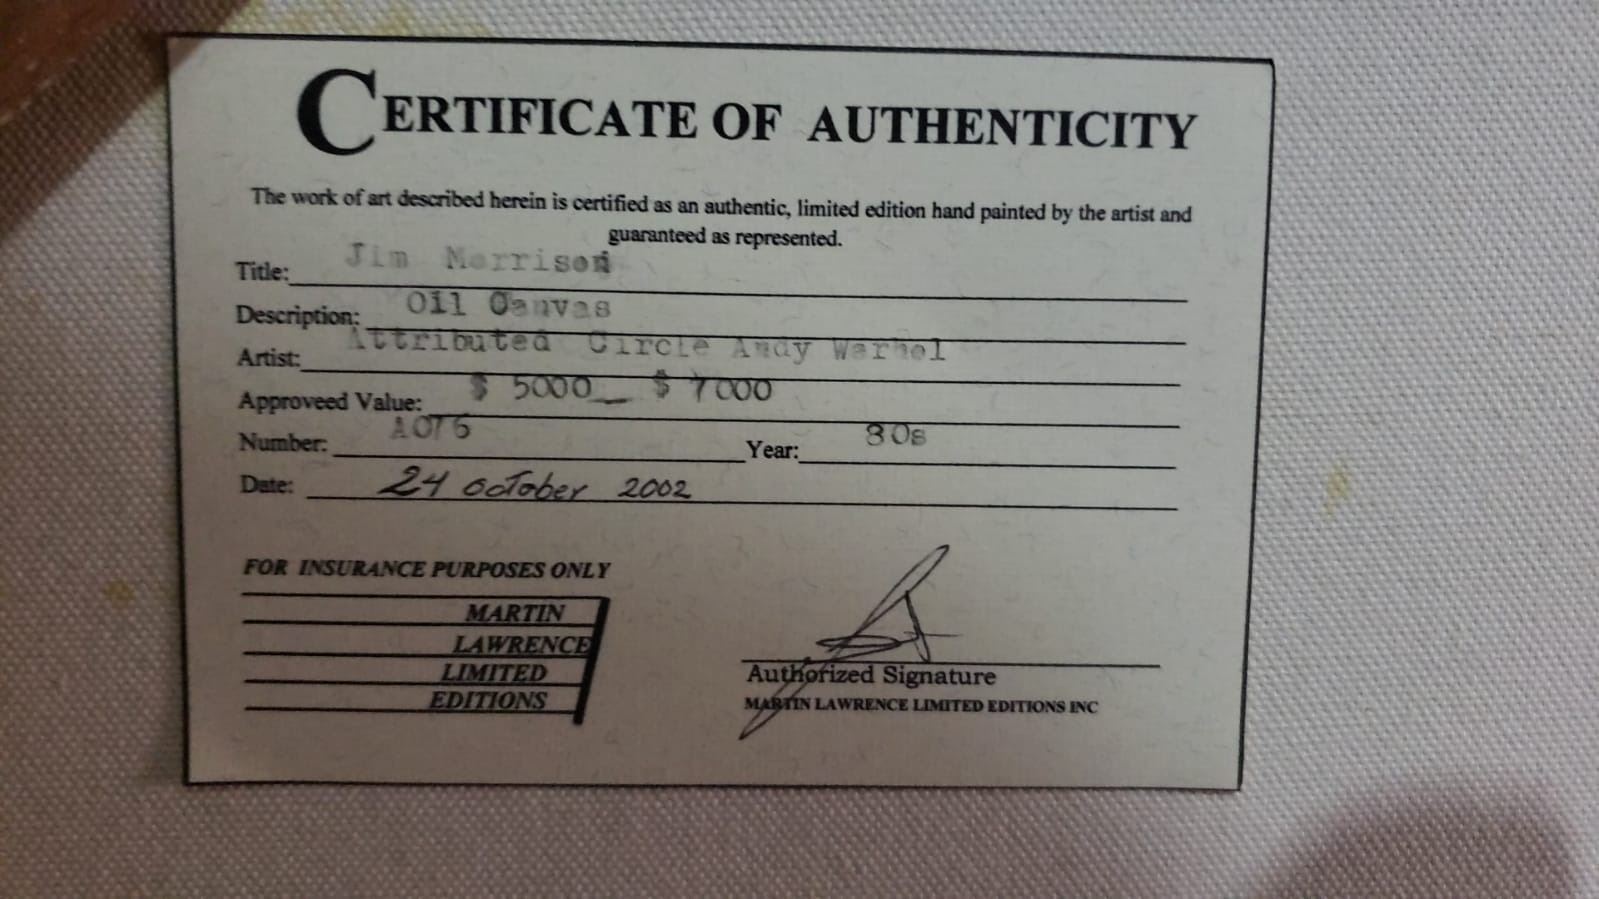 CERTIFICATE OF AUTHENTICITY
The work of art described herein is certified as an authentic, limited edition hand painted by the artist and
guaranteed as represented.
Title: Jim Morrison
Description: Oil Canvas
Artist: Attributed Circle Andy Warhol
Approveed Value: $ 5000_ $ 7000
Number: A076 Year: 80s
Date: 24 october 2002
FOR INSURANCE PURPOSES ONLY
MARTIN
LAWRENCE
LIMITED
EDITIONS
Authorized Signature
MARTIN LAWRENCE LIMITED EDITIONS INC